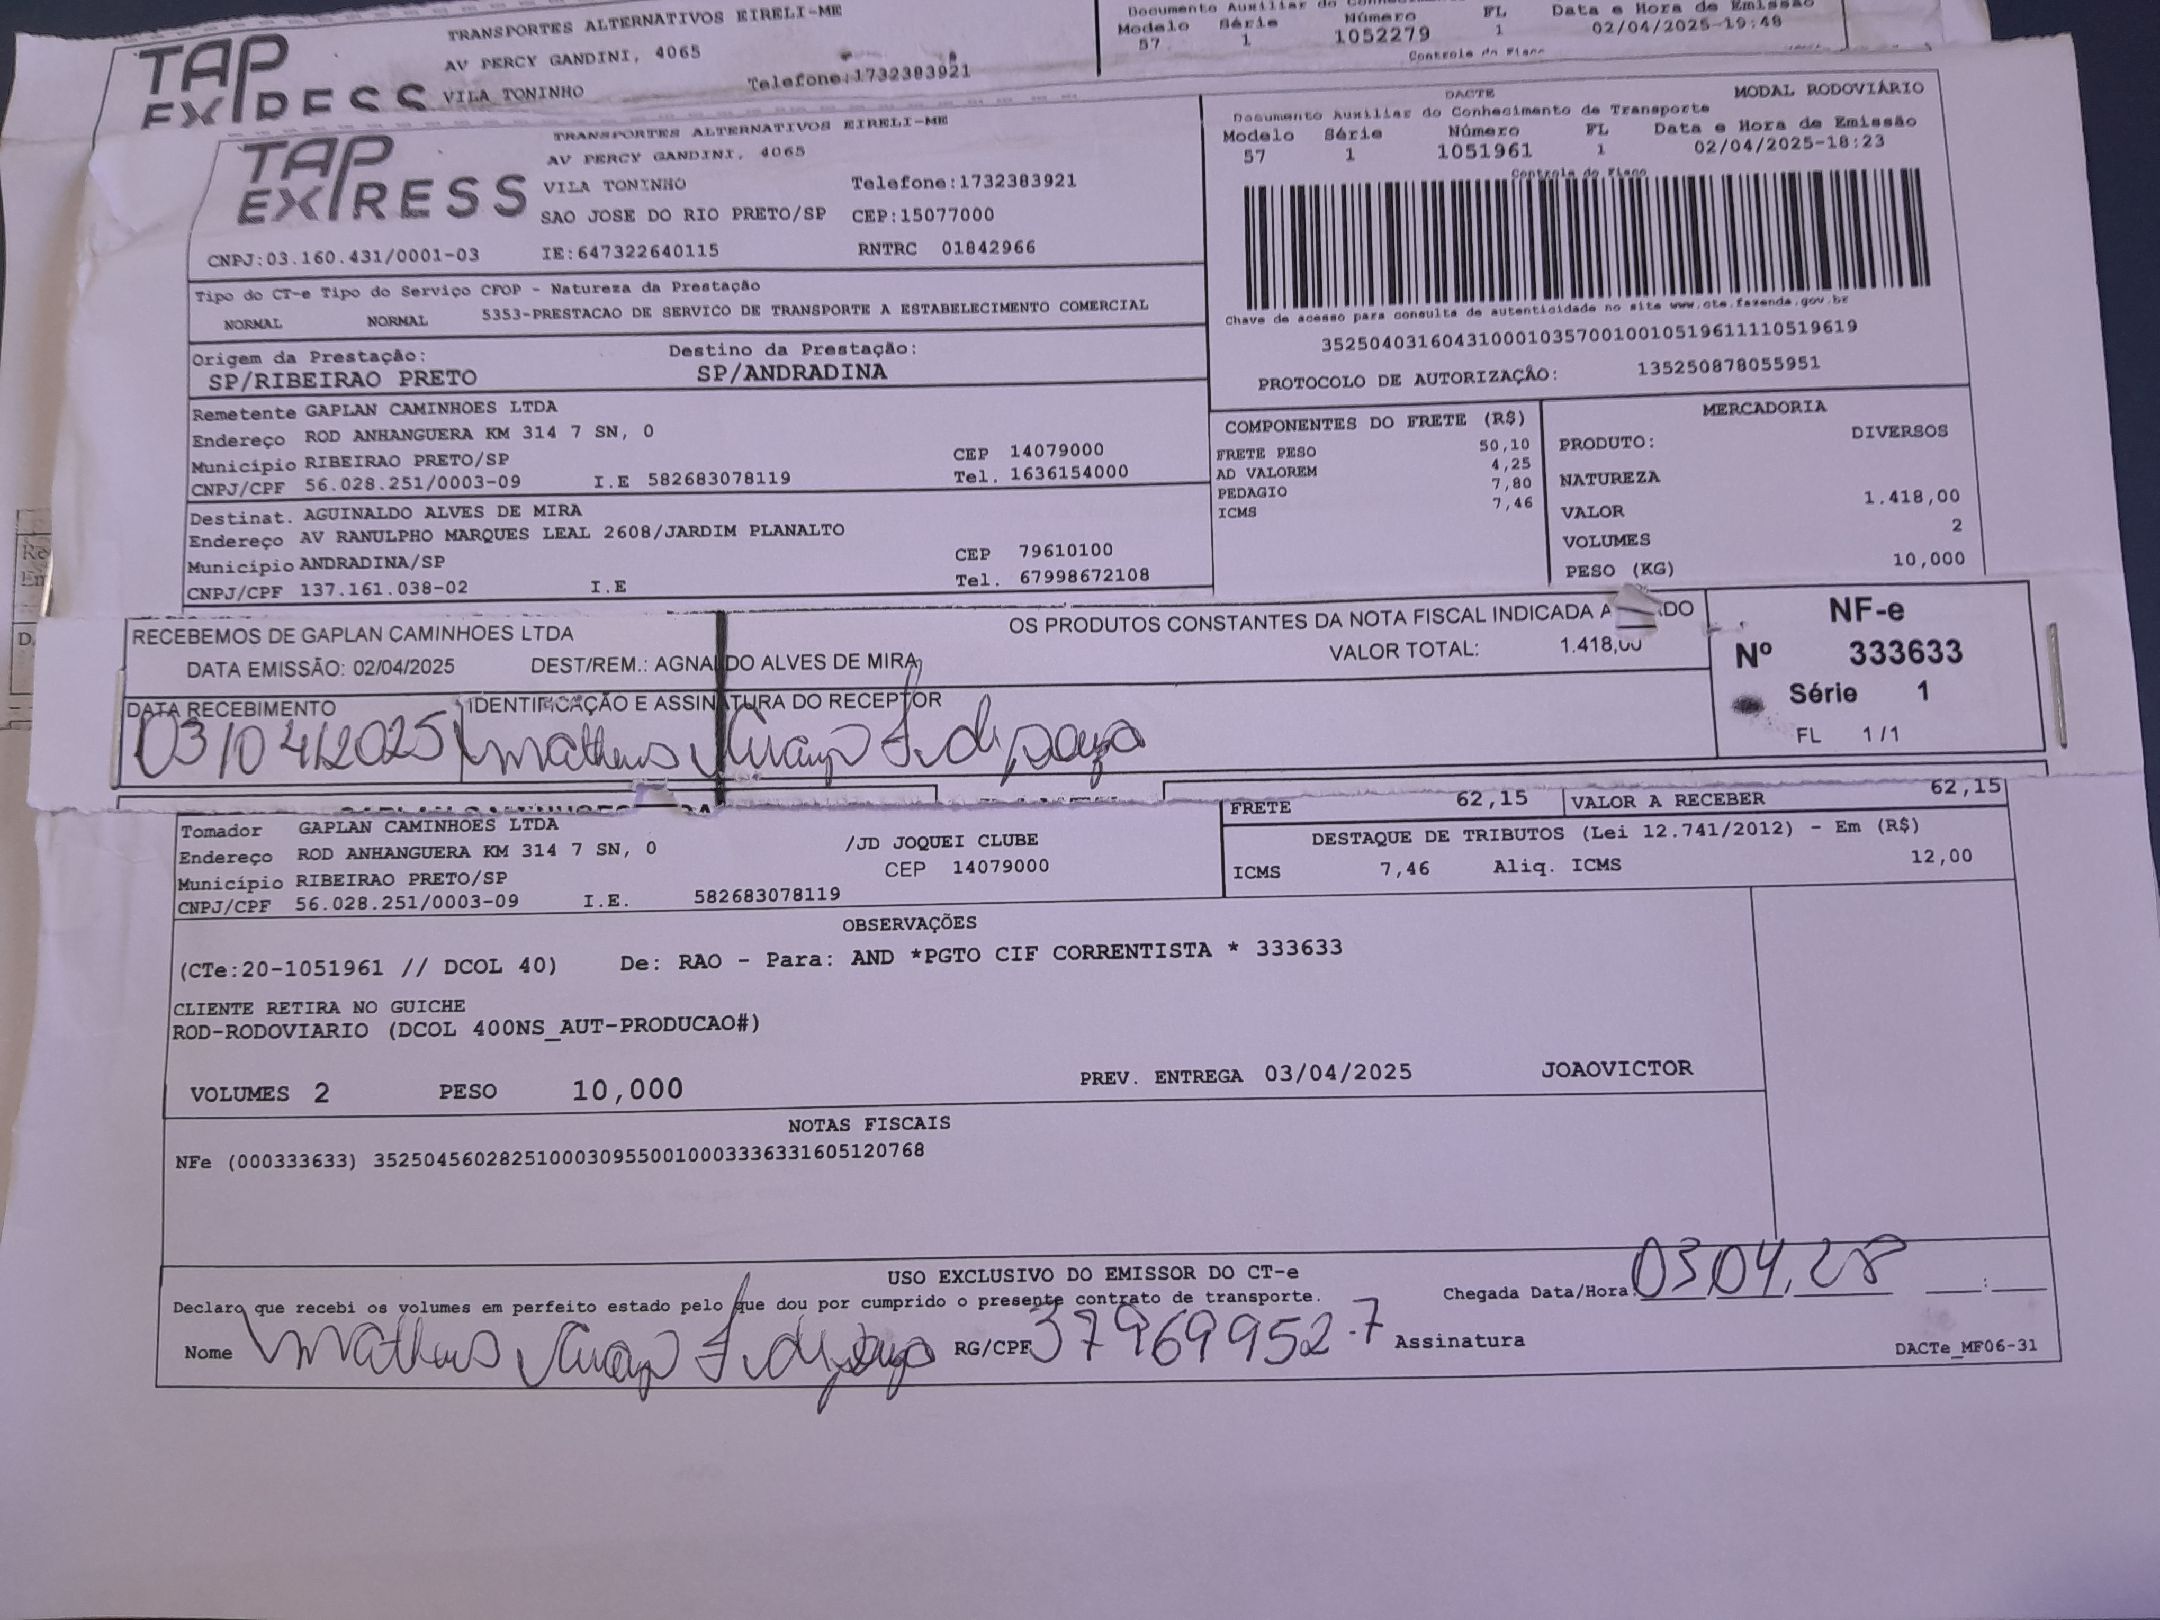 TAP EXPRESS
TRANSPORTES ALTERNATIVOS EIRELI-ME
AV PERCY GANDINI, 4065
VILA TONINHO Telefone:1732383921
Modelo Série Número FL Data e Hora de Emissão
57 1 1052279 1 02/04/2025-19:48
Controle do Fisco
TAP EXPRESS
TRANSPORTES ALTERNATIVOS EIRELI-ME
AV PERCY GANDINI, 4065
VILA TONINHO Telefone:1732383921
SAO JOSE DO RIO PRETO/SP CEP:15077000
CNPJ:03.160.431/0001-03 IE:647322640115 RNTRC 01842966
DACTE MODAL RODOVIÁRIO
Documento Auxiliar do Conhecimento de Transporte
Modelo Série Número FL Data e Hora de Emissão
57 1 1051961 1 02/04/2025-18:23
Controle do Fisco
Chave de acesso para consulta de autenticidade no site www.cte.fazenda.gov.br
35250403160431000103570010010519611110519619
PROTOCOLO DE AUTORIZAÇÃO: 135250878055951
Tipo do CT-e Tipo do Serviço CFOP - Natureza da Prestação
NORMAL NORMAL 5353-PRESTACAO DE SERVICO DE TRANSPORTE A ESTABELECIMENTO COMERCIAL
Origem da Prestação: Destino da Prestação:
SP/RIBEIRAO PRETO SP/ANDRADINA
Remetente GAPLAN CAMINHOES LTDA
Endereço ROD ANHANGUERA KM 314 7 SN, 0
Município RIBEIRAO PRETO/SP CEP 14079000
CNPJ/CPF 56.028.251/0003-09 I.E 582683078119 Tel. 1636154000
Destinat. AGUINALDO ALVES DE MIRA
Endereço AV RANULPHO MARQUES LEAL 2608/JARDIM PLANALTO
Município ANDRADINA/SP CEP 79610100
CNPJ/CPF 137.161.038-02 I.E Tel. 67998672108
COMPONENTES DO FRETE (R$)
FRETE PESO 50,10
AD VALOREM 4,25
PEDAGIO 7,80
ICMS 7,46
MERCADORIA
PRODUTO: DIVERSOS
NATUREZA
VALOR 1.418,00
VOLUMES 2
PESO (KG) 10,000
RECEBEMOS DE GAPLAN CAMINHOES LTDA OS PRODUTOS CONSTANTES DA NOTA FISCAL INDICADA A DO
DATA EMISSÃO: 02/04/2025 DEST/REM.: AGNALDO ALVES DE MIRA VALOR TOTAL: 1.418,00
DATA RECEBIMENTO IDENTIFICAÇÃO E ASSINATURA DO RECEPTOR
03/04/2025 Matheus
NF-e
Nº 333633
Série 1
FL 1/1
Tomador GAPLAN CAMINHOES LTDA
Endereço ROD ANHANGUERA KM 314 7 SN, 0 /JD JOQUEI CLUBE
Município RIBEIRAO PRETO/SP CEP 14079000
CNPJ/CPF 56.028.251/0003-09 I.E. 582683078119
FRETE 62,15 VALOR A RECEBER 62,15
DESTAQUE DE TRIBUTOS (Lei 12.741/2012) - Em (R$)
ICMS 7,46 Aliq. ICMS 12,00
OBSERVAÇÕES
(CTe:20-1051961 // DCOL 40) De: RAO - Para: AND *PGTO CIF CORRENTISTA * 333633
CLIENTE RETIRA NO GUICHE
ROD-RODOVIARIO (DCOL 400NS_AUT-PRODUCAO#)
VOLUMES 2 PESO 10,000 PREV. ENTREGA 03/04/2025 JOAOVICTOR
NOTAS FISCAIS
NFe (000333633) 35250456028251000309550010003336331605120768
USO EXCLUSIVO DO EMISSOR DO CT-e
Declaro que recebi os volumes em perfeito estado pelo que dou por cumprido o presente contrato de transporte. Chegada Data/Hora: 03 04, 28
Nome Matheus RG/CPF 37969952-7 Assinatura
DACTe_MF06-31